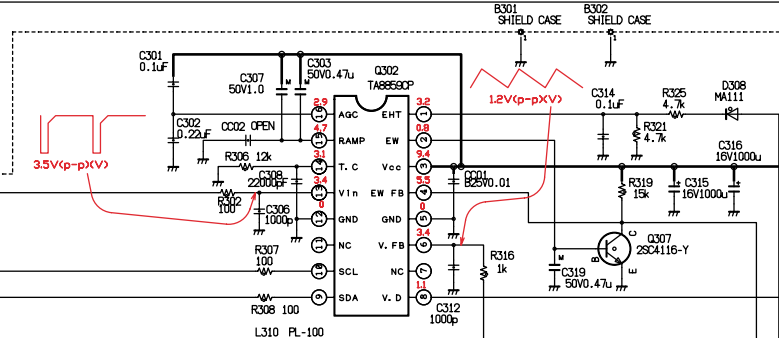 B301
SHIELD CASE
B302
SHIELD CASE
1
1
C301
0.1uF
C307
50V1.0
M
C303
50V0.47u
M
Q302
TA8859CP
1.2V(p-p)(V)
C314
0.1uF
R325
4.7k
D308
MA111
2.9
16
AGC
EHT
1
3.2
C302
0.22uF
CC02 OPEN
4.7
15
RAMP
EW
2
0.8
R321
4.7k
3.5V(p-p)(V)
R306 12k
3.1
14
T.C
Vcc
3
9.4
C316
16V1000u
C308
22000pF
3.4
13
Vin
EW FB
4
5.5
CC01
B25V0.01
R319
15k
C315
16V1000u
R302
100
C306
1000p
0
12
GND
GND
5
0
11
NC
V.FB
6
3.4
C
Q307
2SC4116-Y
B
E
R307
100
10
SCL
NC
7
R316
1k
M
C319
50V0.47u
R308 100
9
SDA
V.D
8
1.1
C312
1000p
L310 PL-100